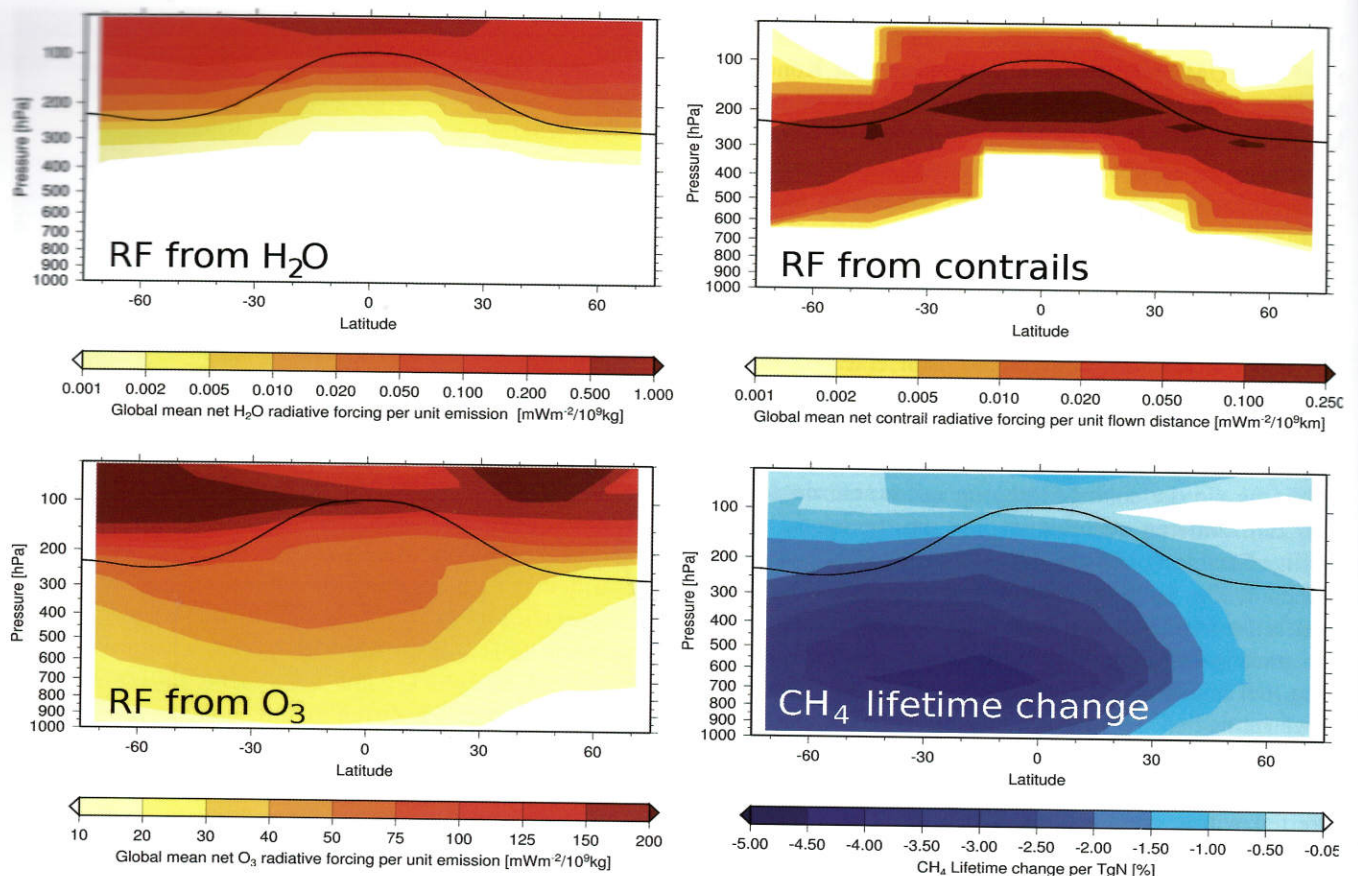 100
200
300
400
500
600
700
800
900
1000
Pressure [hPa]
RF from H₂O
-60 -30 0 30 60
Latitude
0.001 0.002 0.005 0.010 0.020 0.050 0.100 0.200 0.500 1.000
Global mean net H₂O radiative forcing per unit emission [mWm⁻²/10⁹kg]
100
200
300
400
500
600
700
800
900
1000
Pressure [hPa]
RF from contrails
-60 -30 0 30 60
Latitude
0.001 0.002 0.005 0.010 0.020 0.050 0.100 0.250
Global mean net contrail radiative forcing per unit flown distance [mWm⁻²/10⁹km]
100
200
300
400
500
600
700
800
900
1000
Pressure [hPa]
RF from O₃
-60 -30 0 30 60
Latitude
10 20 30 40 50 75 100 125 150 200
Global mean net O₃ radiative forcing per unit emission [mWm⁻²/10⁹kg]
100
200
300
400
500
600
700
800
900
1000
Pressure [hPa]
CH₄ lifetime change
-60 -30 0 30 60
Latitude
-5.00 -4.50 -4.00 -3.50 -3.00 -2.50 -2.00 -1.50 -1.00 -0.50 -0.05
CH₄ Lifetime change per TgN [%]